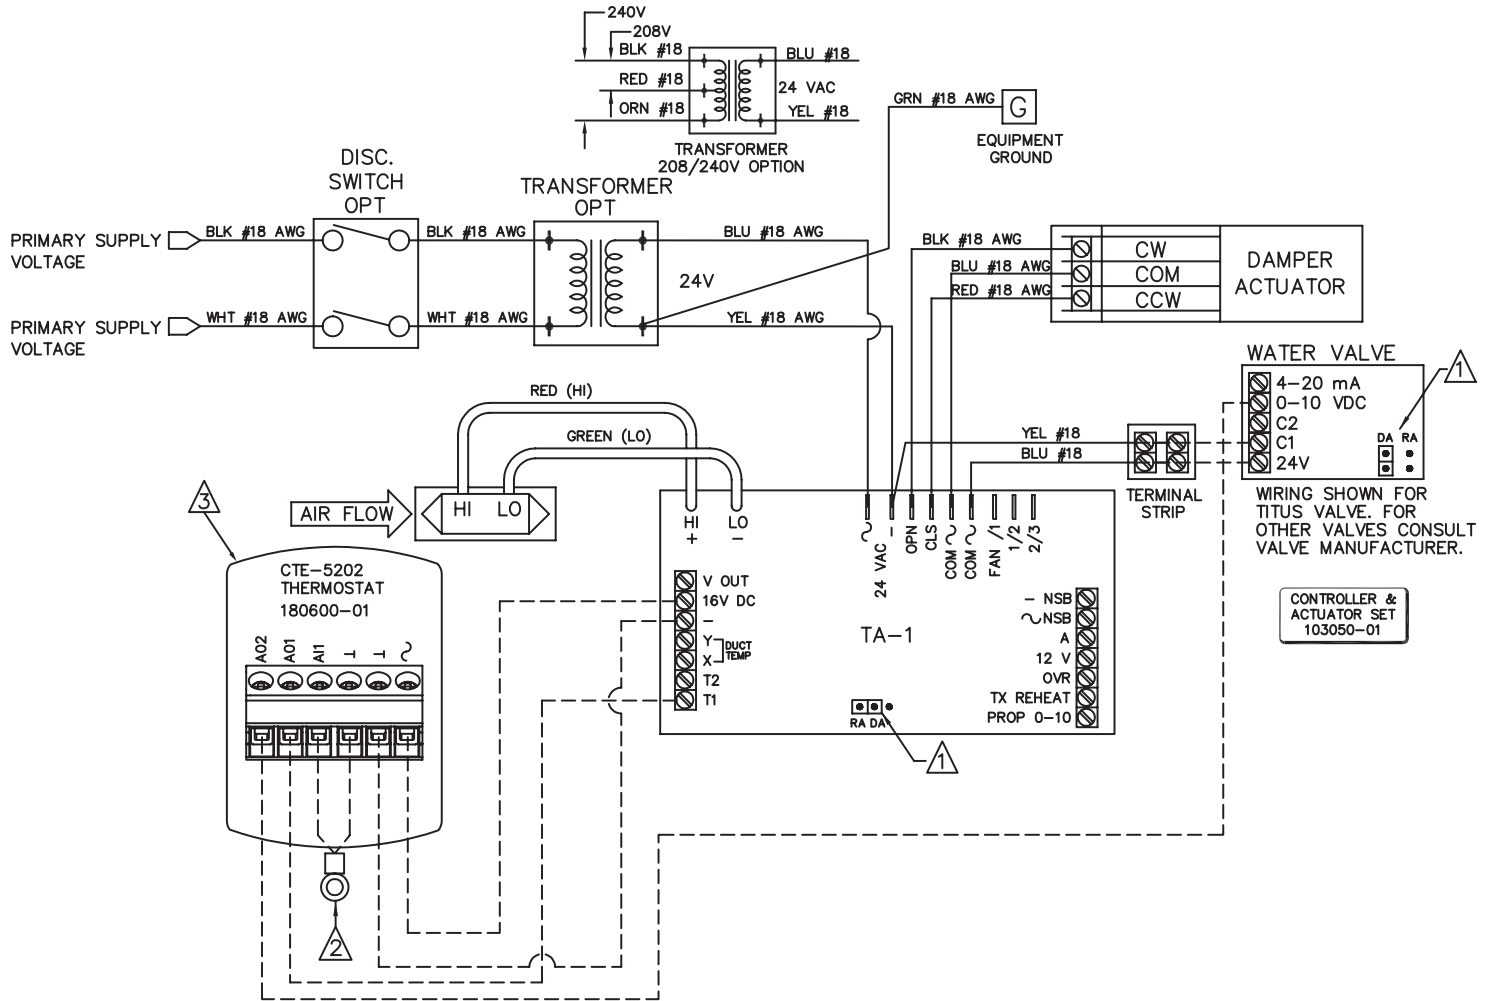 240V
208V
BLK #18
RED #18
ORN #18
BLU #18
24 VAC
YEL #18
TRANSFORMER
208/240V OPTION
GRN #18 AWG
G
EQUIPMENT
GROUND
DISC.
SWITCH
OPT
TRANSFORMER
OPT
PRIMARY SUPPLY
VOLTAGE
BLK #18 AWG
BLK #18 AWG
BLU #18 AWG
24V
PRIMARY SUPPLY
VOLTAGE
WHT #18 AWG
WHT #18 AWG
YEL #18 AWG
BLK #18 AWG
BLU #18 AWG
RED #18 AWG
CW
COM
CCW
DAMPER
ACTUATOR
WATER VALVE
4-20 mA
0-10 VDC
C2
C1
24V
DA RA
1
WIRING SHOWN FOR
TITUS VALVE. FOR
OTHER VALVES CONSULT
VALVE MANUFACTURER.
YEL #18
BLU #18
TERMINAL
STRIP
RED (HI)
GREEN (LO)
AIR FLOW
HI LO
HI
+
LO
-
3
CTE-5202
THERMOSTAT
180600-01
AO2
AO1
AI1
⊥
⊥
~
2
V OUT
16V DC
-
Y
X
DUCT
TEMP
T2
T1
~
24 VAC
-
OPN
CLS
COM ~
COM ~
FAN /1
1/2
2/3
TA-1
- NSB
~NSB
A
12 V
OVR
TX REHEAT
PROP 0-10
RA DA
1
CONTROLLER &
ACTUATOR SET
103050-01